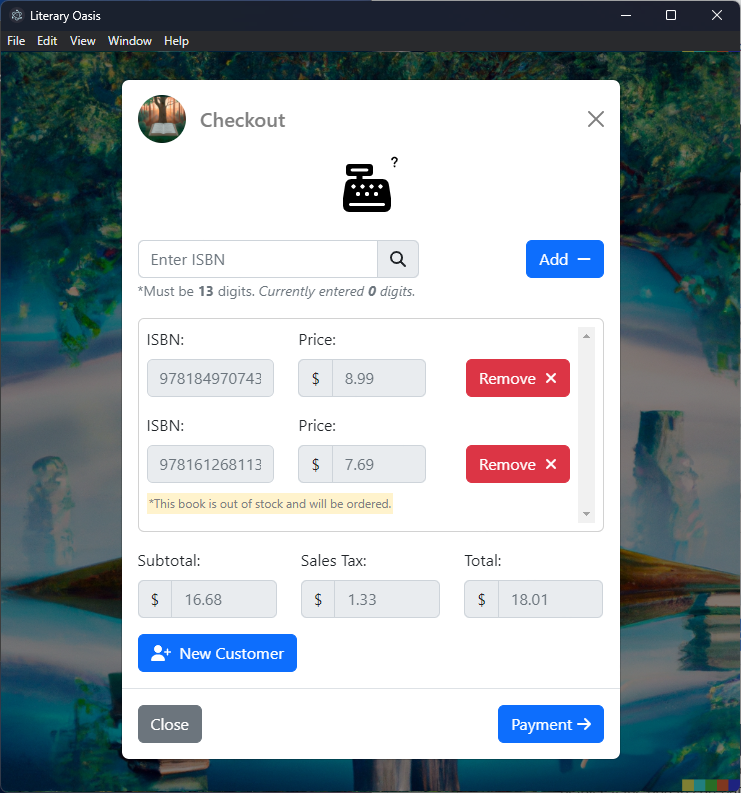 Literary Oasis
File Edit View Window Help
Checkout
?
Enter ISBN
Add
*Must be 13 digits. Currently entered 0 digits.
ISBN: Price:
978184970743 $ 8.99 Remove
ISBN: Price:
978161268113 $ 7.69 Remove
*This book is out of stock and will be ordered.
Subtotal: Sales Tax: Total:
$ 16.68 $ 1.33 $ 18.01
New Customer
Close Payment